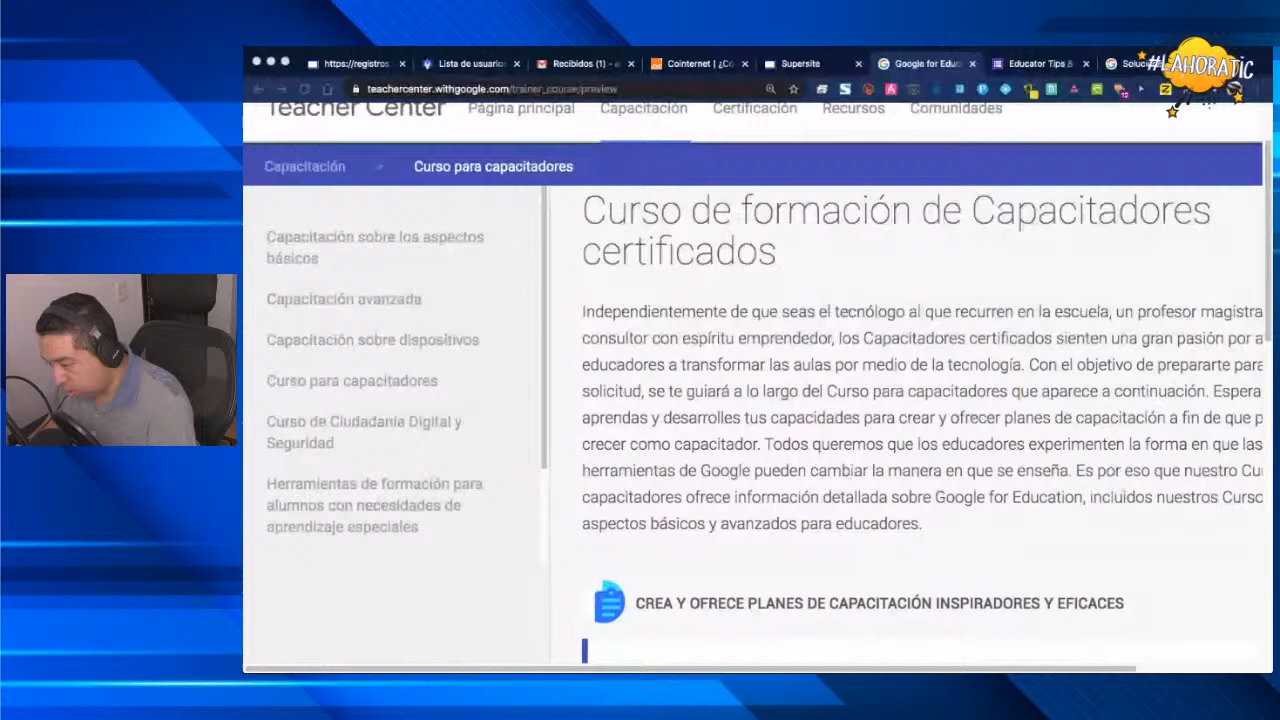 #LAHORATIC
https://registros
Lista de usuarios
Recibidos (1) -
Cointernet | ¿Có
Supersite
Google for Educ
Educator Tips &
Soluc
teachercenter.withgoogle.com/trainer_course/preview
Teacher Center
Página principal
Capacitación
Certificación
Recursos
Comunidades
Capacitación
Curso para capacitadores
Capacitación sobre los aspectos
básicos
Capacitación avanzada
Capacitación sobre dispositivos
Curso para capacitadores
Curso de Ciudadanía Digital y
Seguridad
Herramientas de formación para
alumnos con necesidades de
aprendizaje especiales
Curso de formación de Capacitadores
certificados
Independientemente de que seas el tecnólogo al que recurren en la escuela, un profesor magistra
consultor con espíritu emprendedor, los Capacitadores certificados sienten una gran pasión por a
educadores a transformar las aulas por medio de la tecnología. Con el objetivo de prepararte para
solicitud, se te guiará a lo largo del Curso para capacitadores que aparece a continuación. Espera
aprendas y desarrolles tus capacidades para crear y ofrecer planes de capacitación a fin de que p
crecer como capacitador. Todos queremos que los educadores experimenten la forma en que las
herramientas de Google pueden cambiar la manera en que se enseña. Es por eso que nuestro Cu
capacitadores ofrece información detallada sobre Google for Education, incluidos nuestros Curso
aspectos básicos y avanzados para educadores.
CREA Y OFRECE PLANES DE CAPACITACIÓN INSPIRADORES Y EFICACES